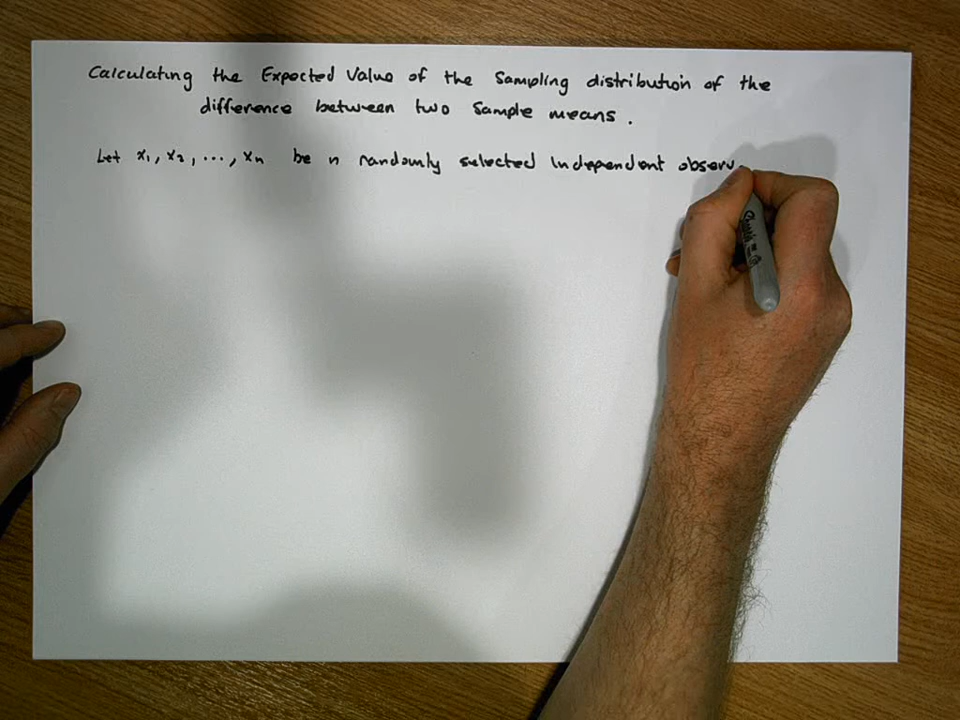 Calculating the Expected Value of the Sampling distribution of the
difference between two sample means.
Let x₁, x₂, ..., xₙ be n randomly selected independent observ